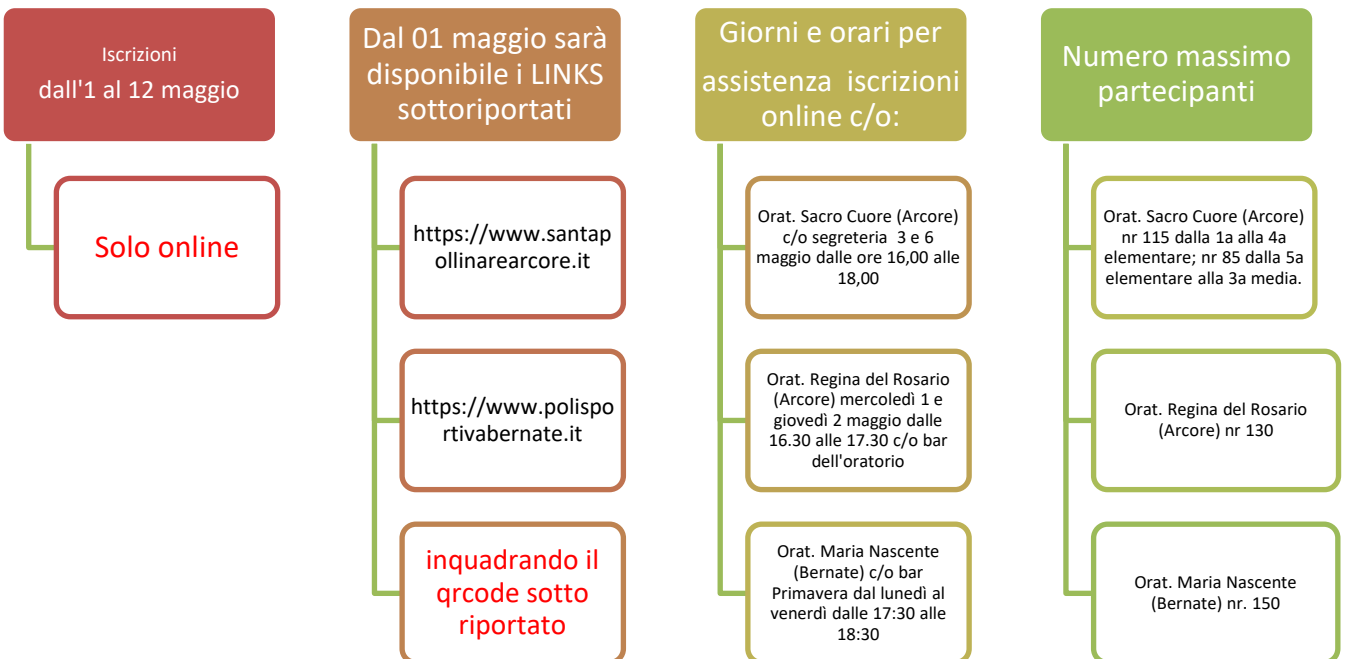 Iscrizioni
dall'1 al 12 maggio
Solo online
Dal 01 maggio sarà
disponibile i LINKS
sottoriportati
https://www.santap
ollinarearcore.it
https://www.polispo
rtivabernate.it
inquadrando il
qrcode sotto
riportato
Giorni e orari per
assistenza iscrizioni
online c/o:
Orat. Sacro Cuore (Arcore)
c/o segreteria 3 e 6
maggio dalle ore 16,00 alle
18,00
Orat. Regina del Rosario
(Arcore) mercoledì 1 e
giovedì 2 maggio dalle
16.30 alle 17.30 c/o bar
dell'oratorio
Orat. Maria Nascente
(Bernate) c/o bar
Primavera dal lunedì al
venerdì dalle 17:30 alle
18:30
Numero massimo
partecipanti
Orat. Sacro Cuore (Arcore)
nr 115 dalla 1a alla 4a
elementare; nr 85 dalla 5a
elementare alla 3a media.
Orat. Regina del Rosario
(Arcore) nr 130
Orat. Maria Nascente
(Bernate) nr. 150